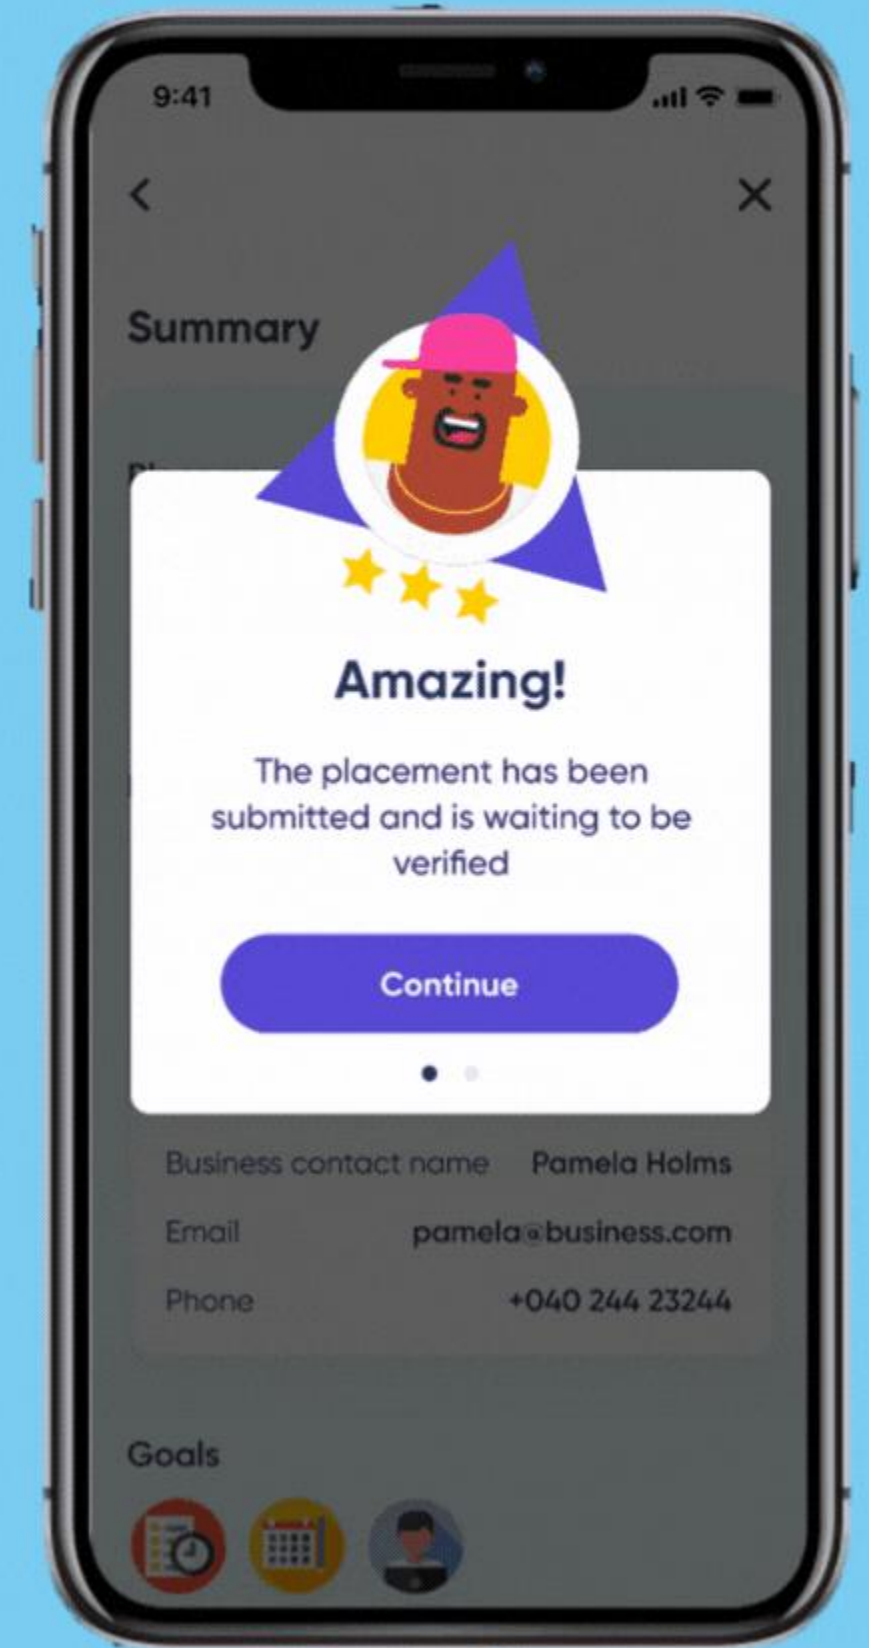 9:41
Summary
Amazing!
The placement has been
submitted and is waiting to be
verified
Continue
Business contact name Pamela Holms
Email pamela@business.com
Phone +040 244 23244
Goals